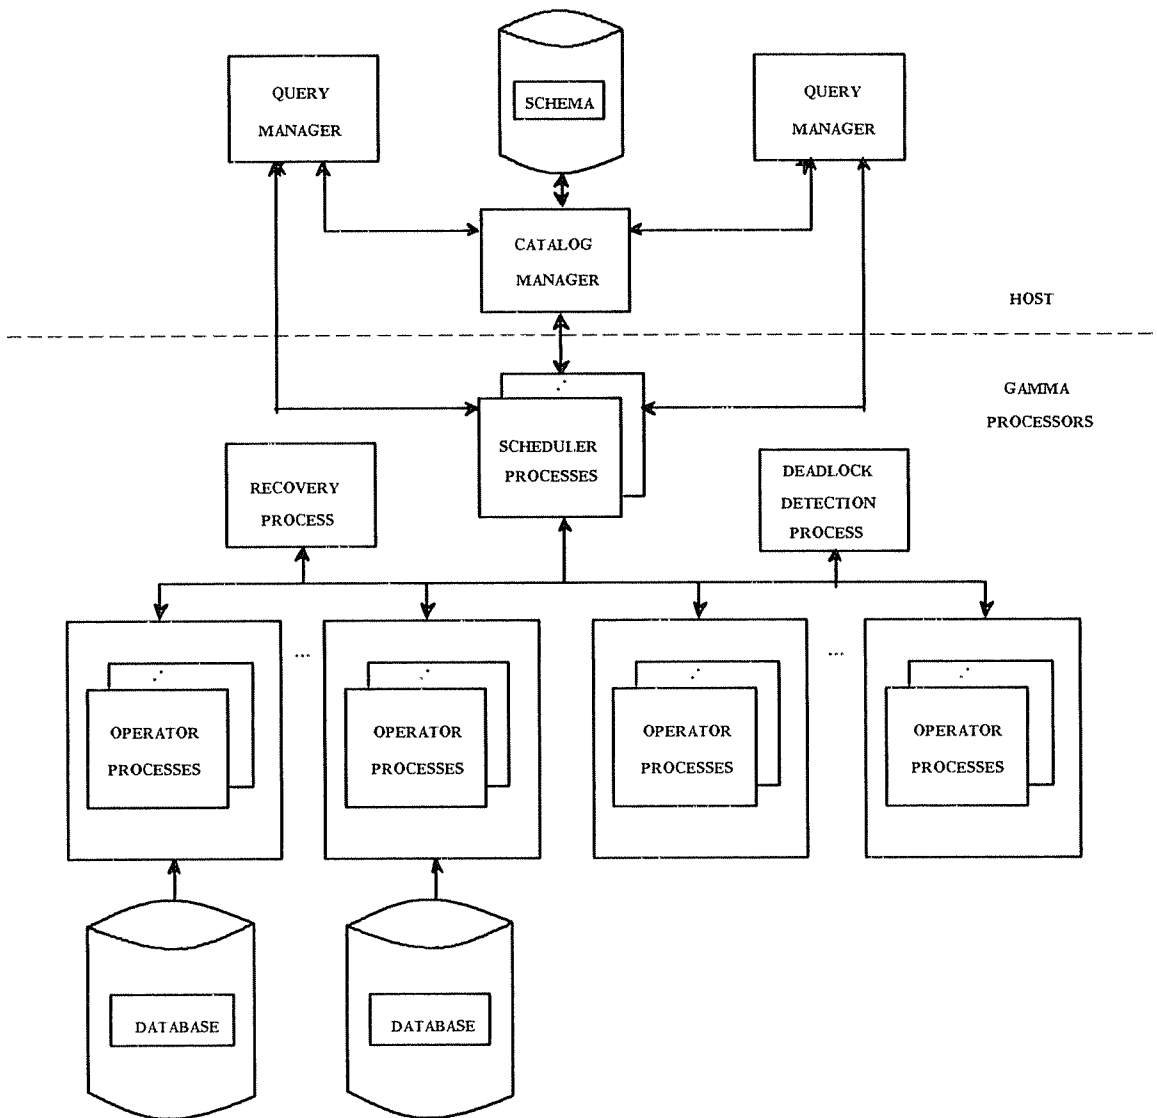 QUERY
MANAGER
SCHEMA
QUERY
MANAGER
CATALOG
MANAGER
HOST
GAMMA
PROCESSORS
SCHEDULER
PROCESSES
RECOVERY
PROCESS
DEADLOCK
DETECTION
PROCESS
...
...
OPERATOR
PROCESSES
OPERATOR
PROCESSES
OPERATOR
PROCESSES
OPERATOR
PROCESSES
DATABASE
DATABASE